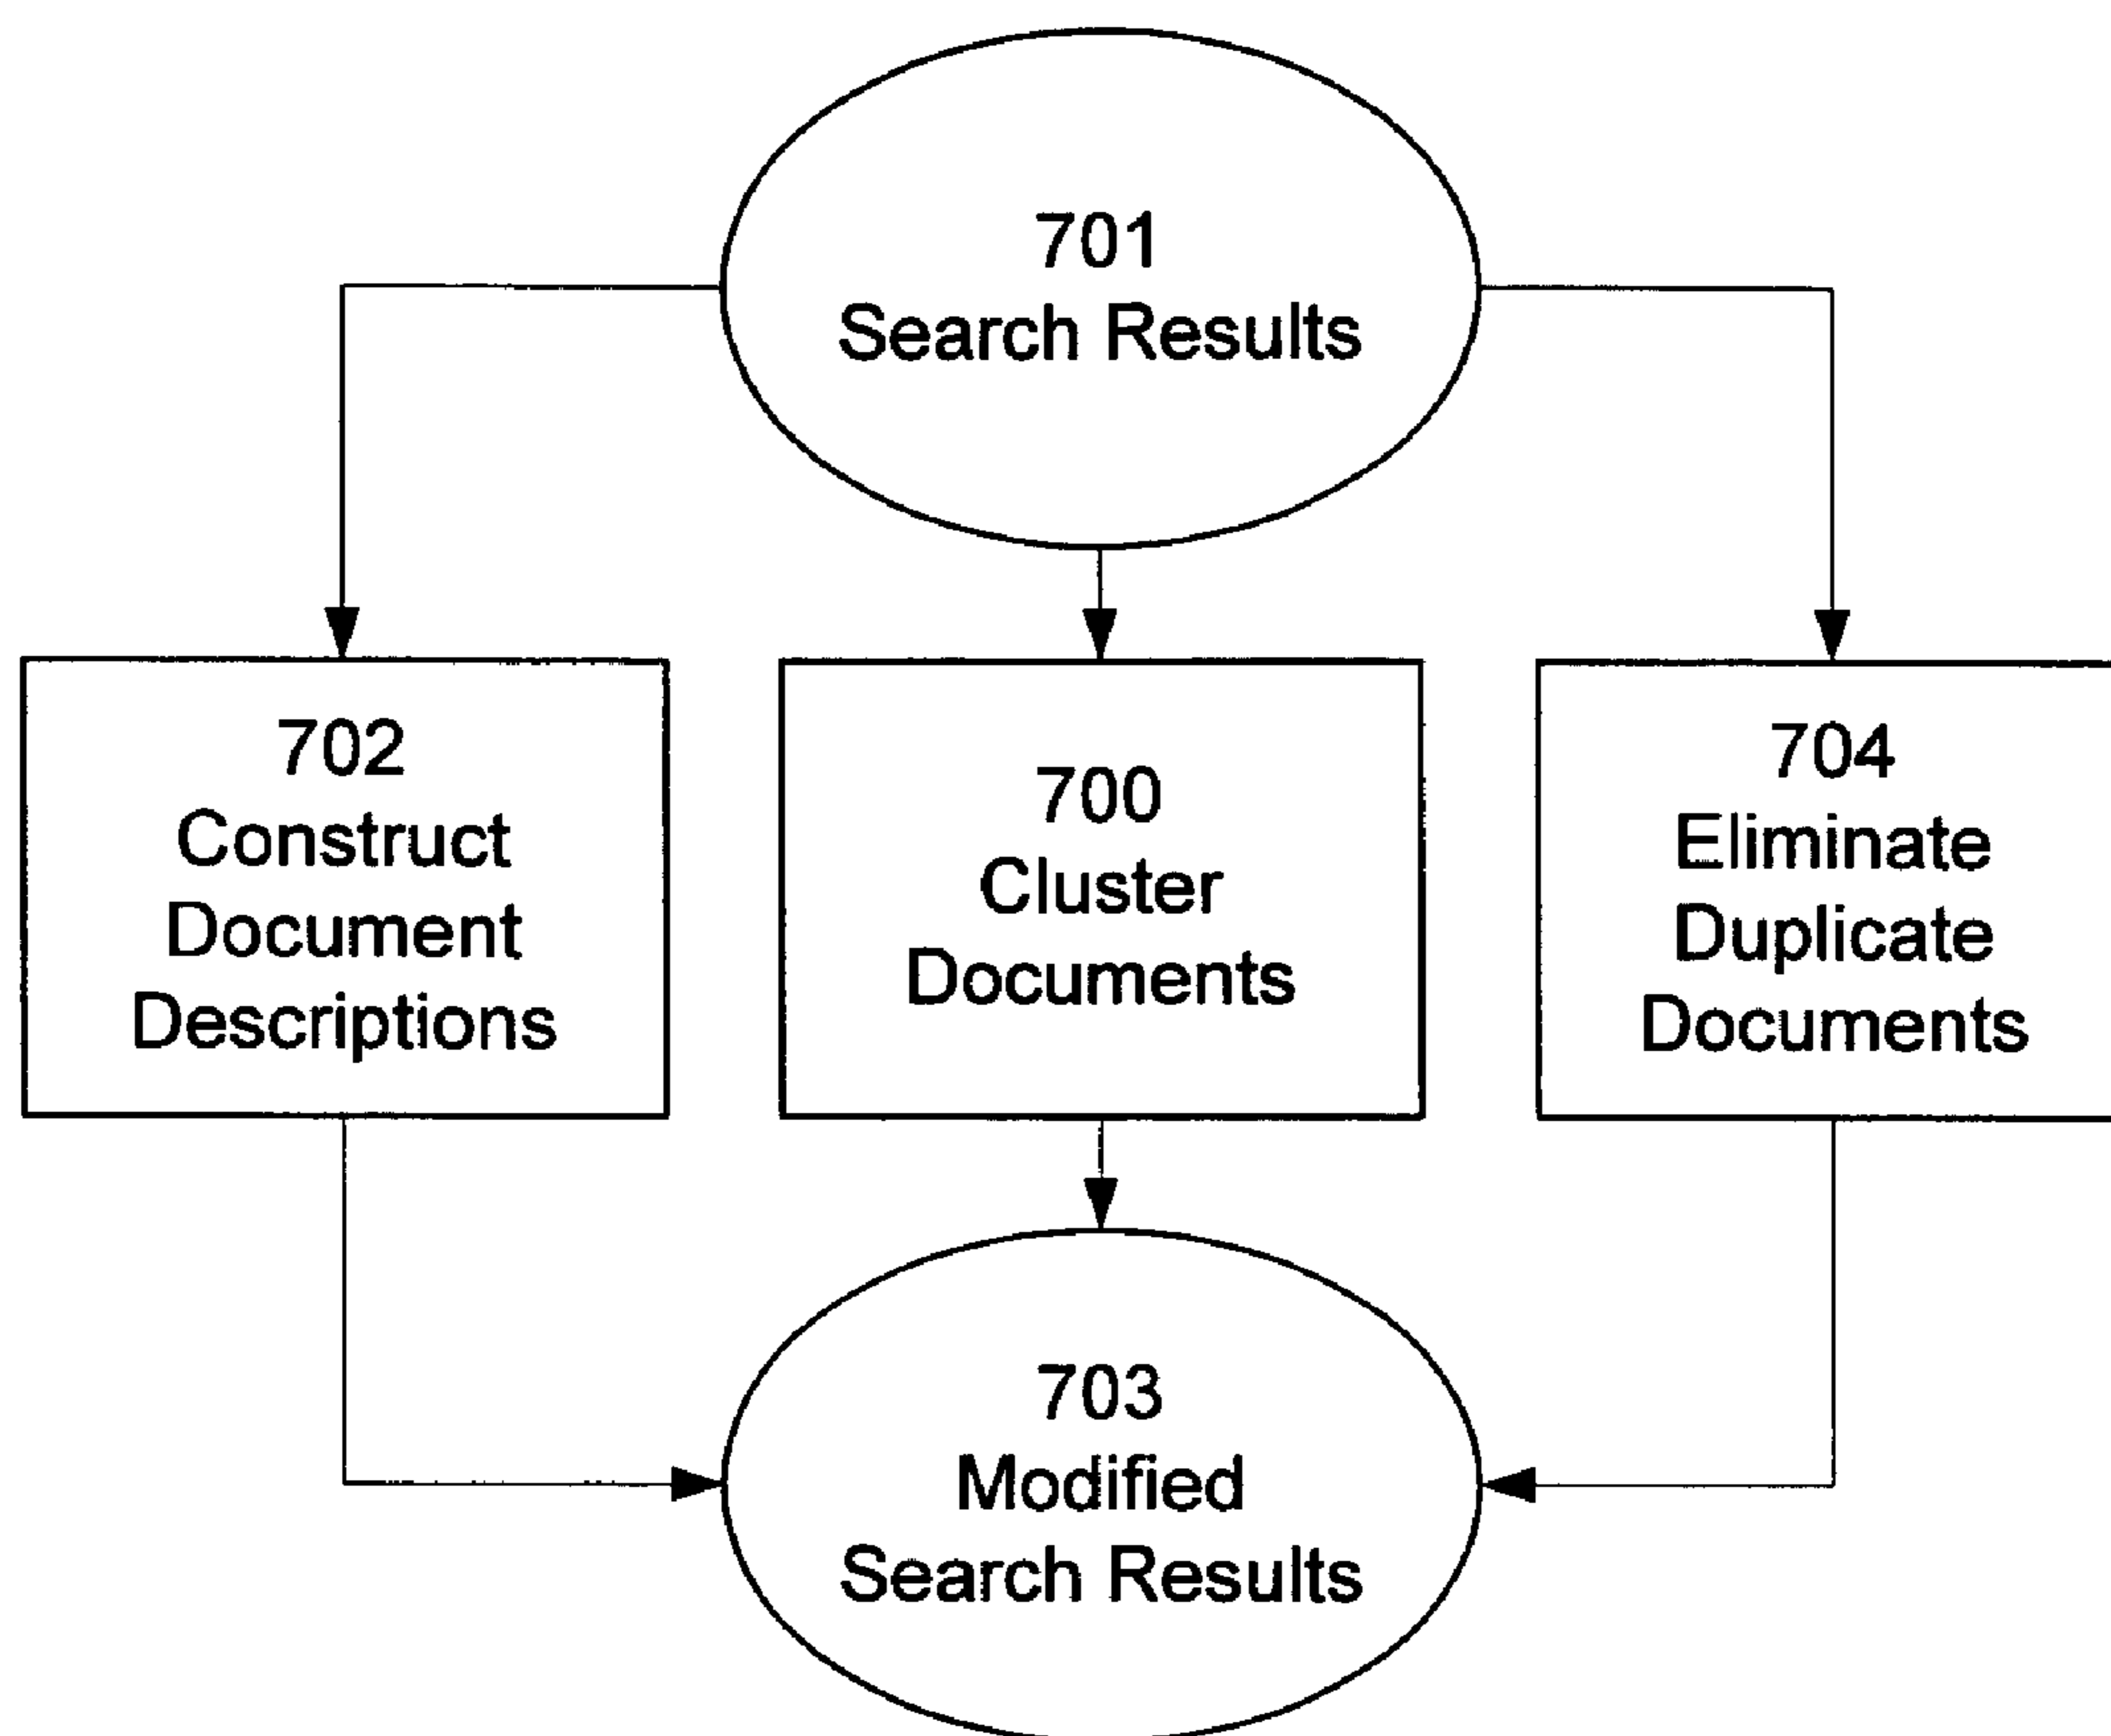 701
Search Results
702
Construct
Document
Descriptions
700
Cluster
Documents
704
Eliminate
Duplicate
Documents
703
Modified
Search Results